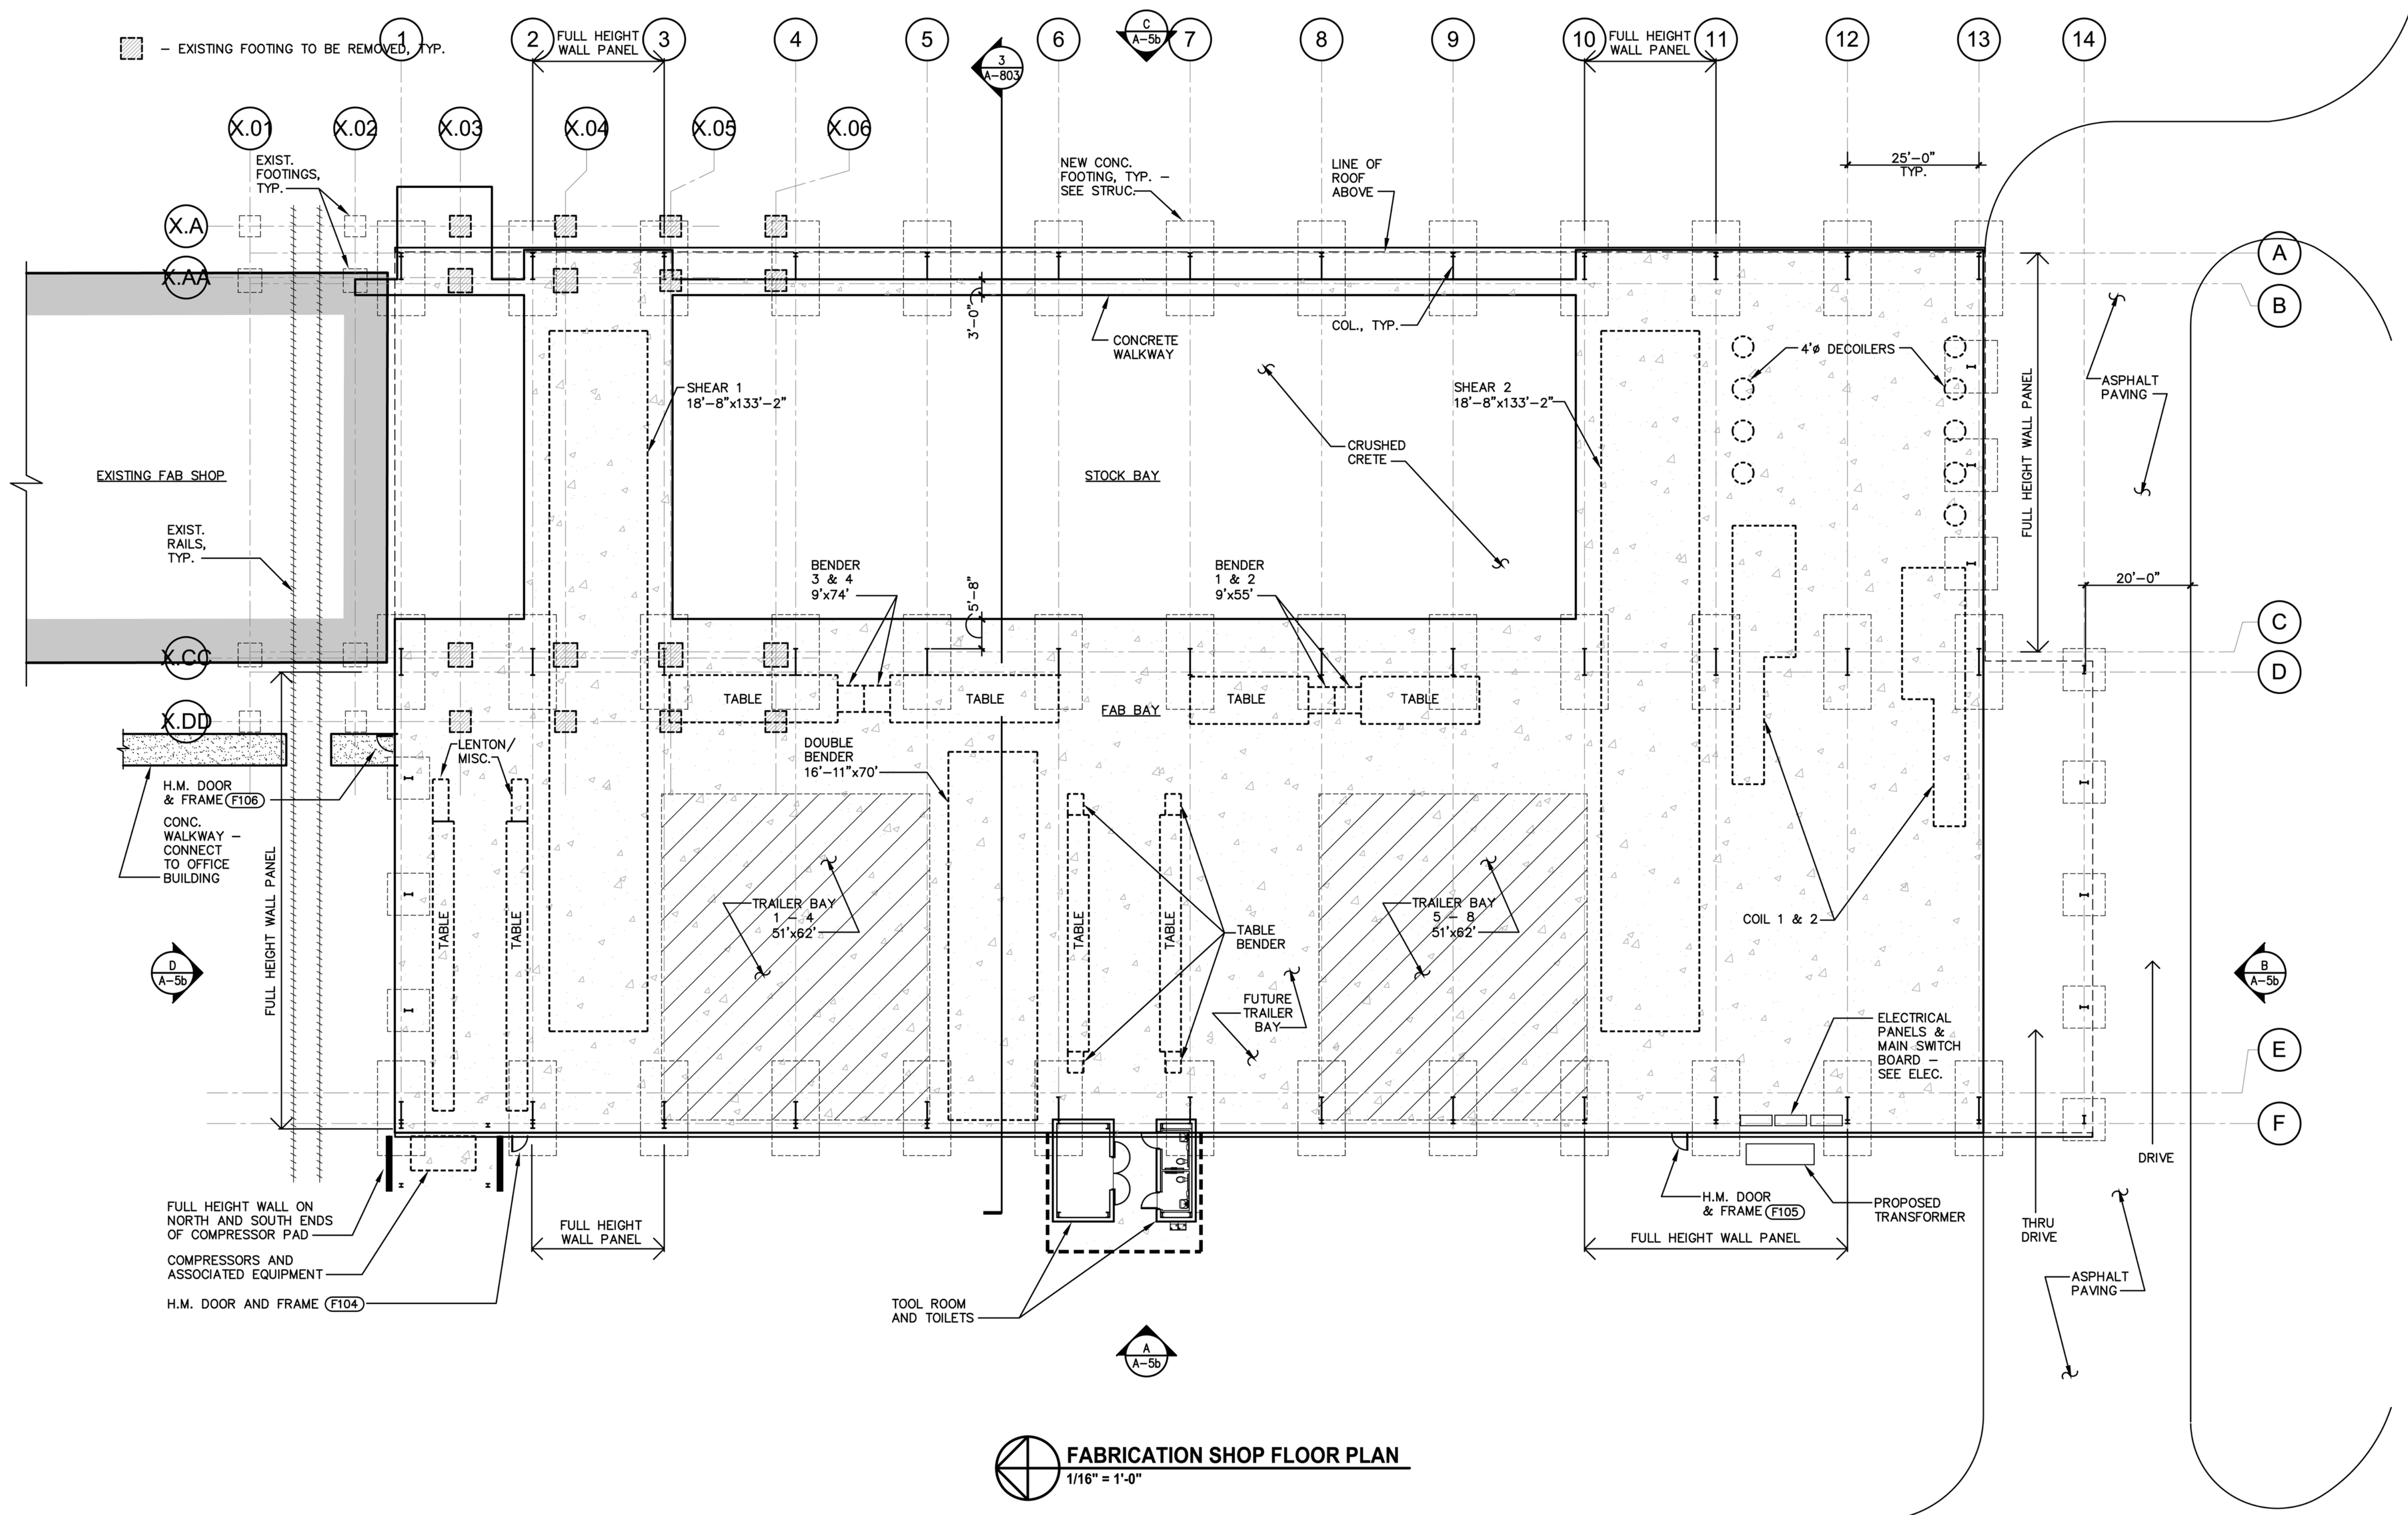 – EXISTING FOOTING TO BE REMOVED, TYP.
1
2
FULL HEIGHT
WALL PANEL
3
4
5
3
A-803
6
C
A-5b
7
8
9
10
FULL HEIGHT
WALL PANEL
11
12
13
14
X.01
X.02
X.03
X.04
X.05
X.06
EXIST.
FOOTINGS,
TYP.
NEW CONC.
FOOTING, TYP. –
SEE STRUC.
LINE OF
ROOF
ABOVE
25'-0"
TYP.
X.A
X.AA
A
B
3'-0"
CONCRETE
WALKWAY
COL., TYP.
4'ø DECOILERS
ASPHALT
PAVING
SHEAR 1
18'-8"x133'-2"
SHEAR 2
18'-8"x133'-2"
CRUSHED
CRETE
FULL HEIGHT WALL PANEL
EXISTING FAB SHOP
STOCK BAY
EXIST.
RAILS,
TYP.
BENDER
3 & 4
9'x74'
5'-8"
BENDER
1 & 2
9'x55'
20'-0"
X.CC
C
D
TABLE
TABLE
FAB BAY
TABLE
TABLE
X.DD
LENTON/
MISC.
DOUBLE
BENDER
16'-11"x70'
H.M. DOOR
& FRAME F106
CONC.
WALKWAY –
CONNECT
TO OFFICE
BUILDING
FULL HEIGHT WALL PANEL
TABLE
TABLE
TRAILER BAY
1 – 4
51'x62'
TABLE
TABLE
TABLE
BENDER
TRAILER BAY
5 – 8
51'x62'
COIL 1 & 2
D
A-5b
B
A-5b
FUTURE
TRAILER
BAY
ELECTRICAL
PANELS &
MAIN SWITCH
BOARD –
SEE ELEC.
E
F
DRIVE
FULL HEIGHT WALL ON
NORTH AND SOUTH ENDS
OF COMPRESSOR PAD
FULL HEIGHT
WALL PANEL
H.M. DOOR
& FRAME F105
PROPOSED
TRANSFORMER
THRU
DRIVE
FULL HEIGHT WALL PANEL
COMPRESSORS AND
ASSOCIATED EQUIPMENT
ASPHALT
PAVING
H.M. DOOR AND FRAME F104
TOOL ROOM
AND TOILETS
A
A-5b
FABRICATION SHOP FLOOR PLAN
1/16" = 1'-0"